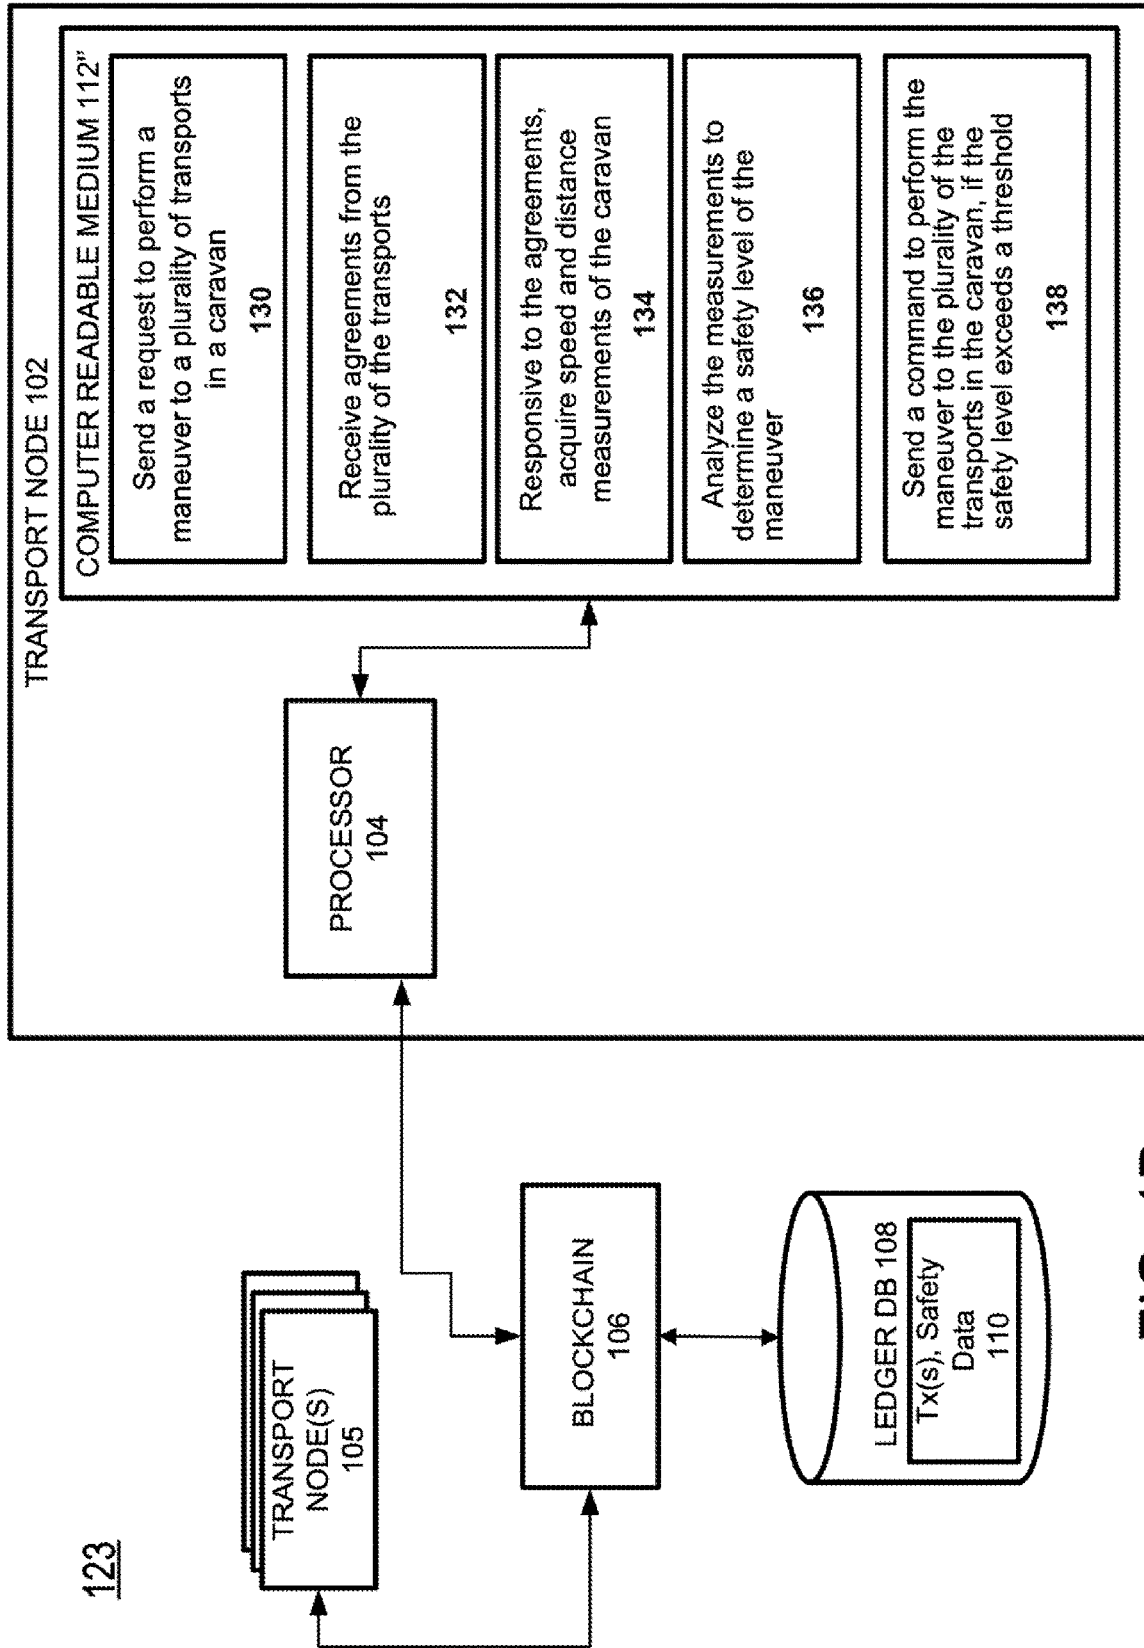 123
TRANSPORT
NODE(S)
105
BLOCKCHAIN
106
LEDGER DB 108
Tx(s), Safety
Data
110
TRANSPORT NODE 102
PROCESSOR
104
COMPUTER READABLE MEDIUM 112"
Send a request to perform a
maneuver to a plurality of transports
in a caravan
130
Receive agreements from the
plurality of the transports
132
Responsive to the agreements,
acquire speed and distance
measurements of the caravan
134
Analyze the measurements to
determine a safety level of the
maneuver
136
Send a command to perform the
maneuver to the plurality of the
transports in the caravan, if the
safety level exceeds a threshold
138